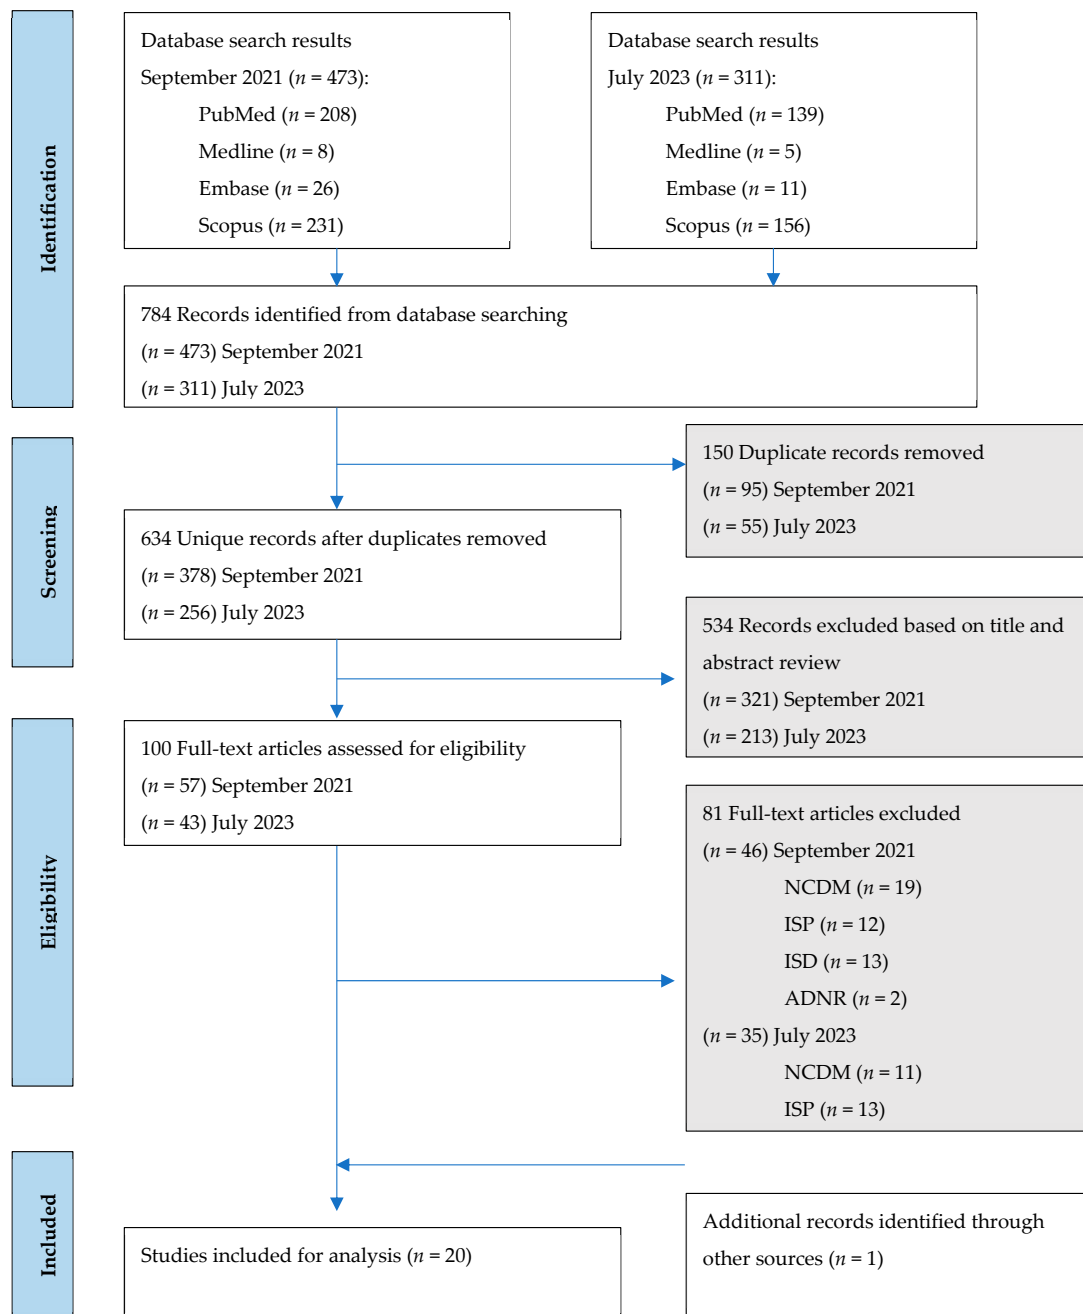 Identification
Database search results
September 2021 (n = 473):
PubMed (n = 208)
Medline (n = 8)
Embase (n = 26)
Scopus (n = 231)
Database search results
July 2023 (n = 311):
PubMed (n = 139)
Medline (n = 5)
Embase (n = 11)
Scopus (n = 156)
784 Records identified from database searching
(n = 473) September 2021
(n = 311) July 2023
Screening
150 Duplicate records removed
(n = 95) September 2021
(n = 55) July 2023
634 Unique records after duplicates removed
(n = 378) September 2021
(n = 256) July 2023
534 Records excluded based on title and
abstract review
(n = 321) September 2021
(n = 213) July 2023
Eligibility
100 Full-text articles assessed for eligibility
(n = 57) September 2021
(n = 43) July 2023
81 Full-text articles excluded
(n = 46) September 2021
NCDM (n = 19)
ISP (n = 12)
ISD (n = 13)
ADNR (n = 2)
(n = 35) July 2023
NCDM (n = 11)
ISP (n = 13)
Included
Additional records identified through
other sources (n = 1)
Studies included for analysis (n = 20)